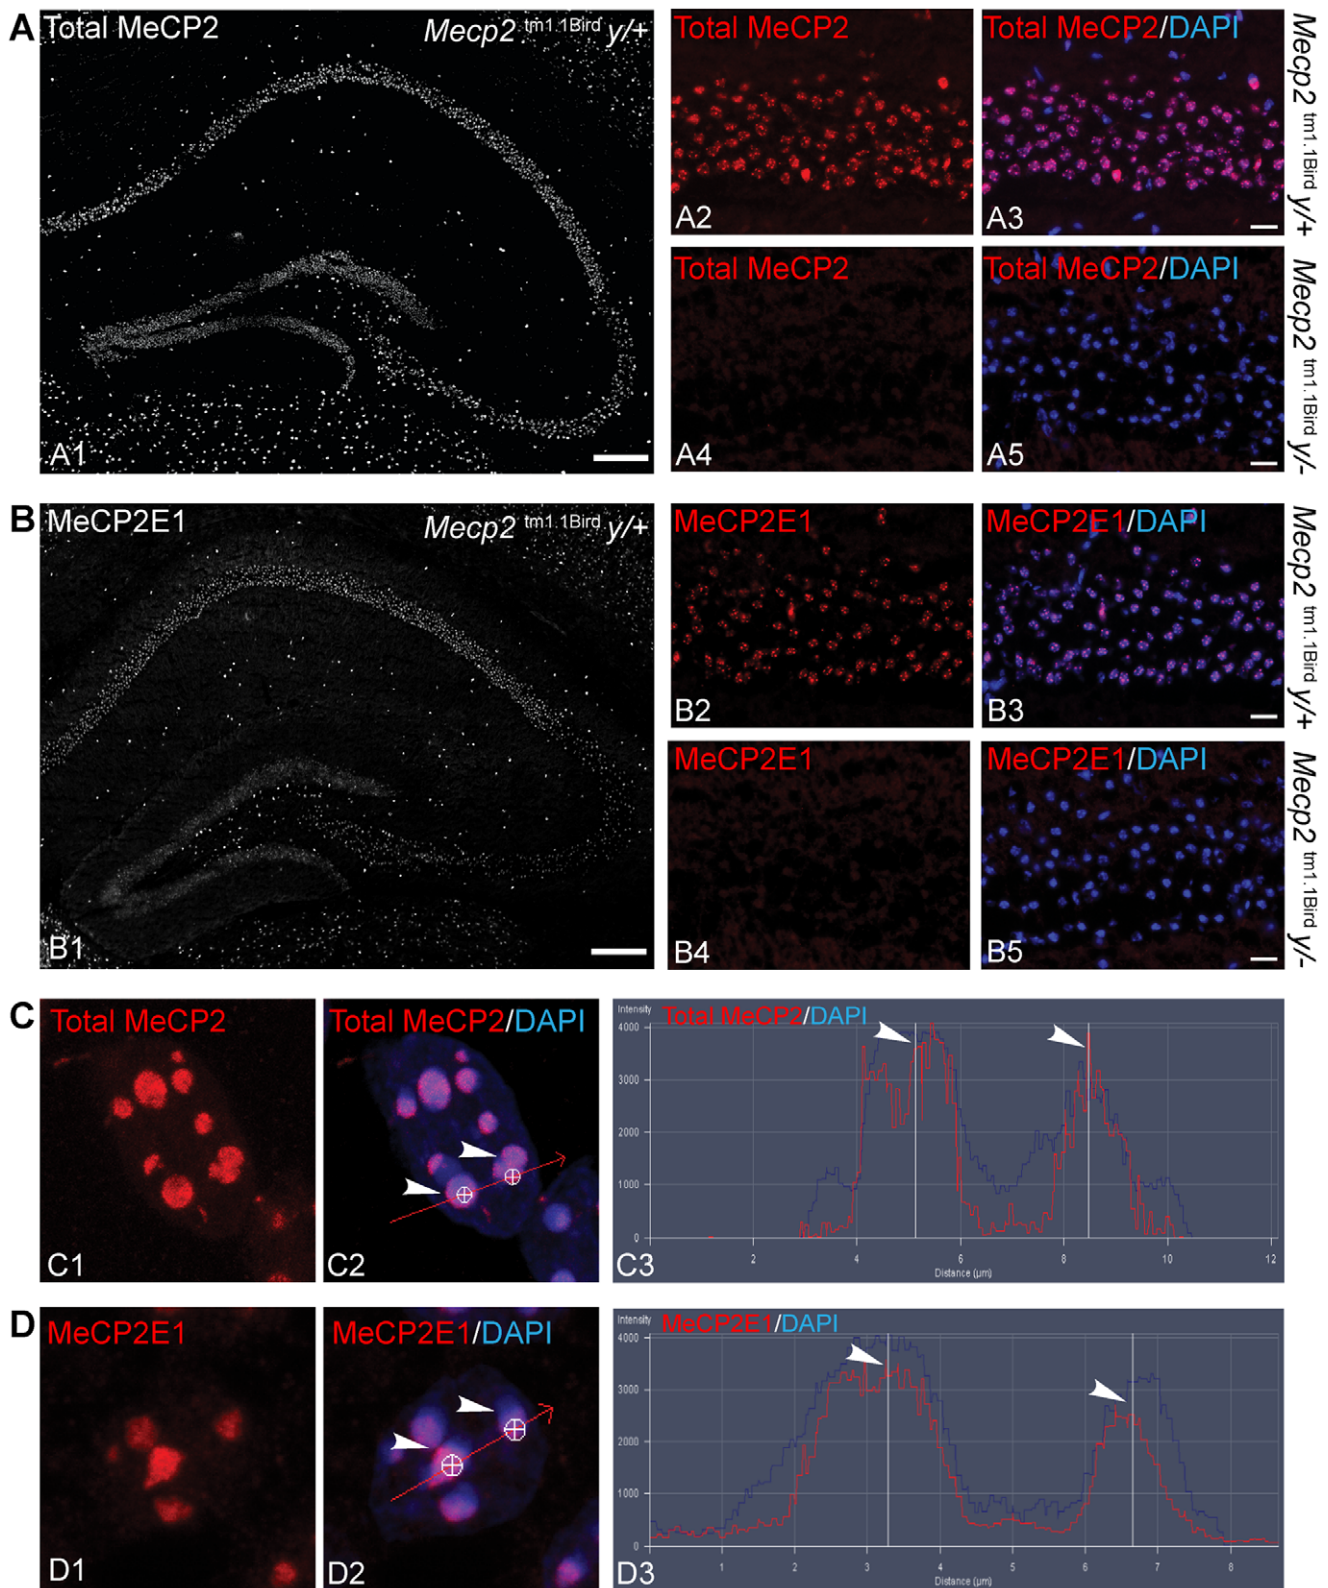 A
Total MeCP2
Mecp2 tm1.1Bird y/+
A1
Total MeCP2
A2
Total MeCP2/DAPI
A3
Mecp2 tm1.1Bird y/+
Total MeCP2
A4
Total MeCP2/DAPI
A5
Mecp2 tm1.1Bird y/-
B
MeCP2E1
Mecp2 tm1.1Bird y/+
B1
MeCP2E1
B2
MeCP2E1/DAPI
B3
Mecp2 tm1.1Bird y/+
MeCP2E1
B4
MeCP2E1/DAPI
B5
Mecp2 tm1.1Bird y/-
C
Total MeCP2
C1
Total MeCP2/DAPI
C2
Intensity
Total MeCP2/DAPI
4000
3000
2000
1000
0
2 4 6 8 10 12
Distance (µm)
C3
D
MeCP2E1
D1
MeCP2E1/DAPI
D2
Intensity
MeCP2E1/DAPI
4000
3000
2000
1000
0
1 2 3 4 5 6 7 8
Distance (µm)
D3